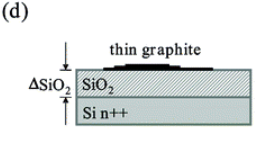 (d)
thin graphite
ΔSiO₂ SiO₂
Si n++